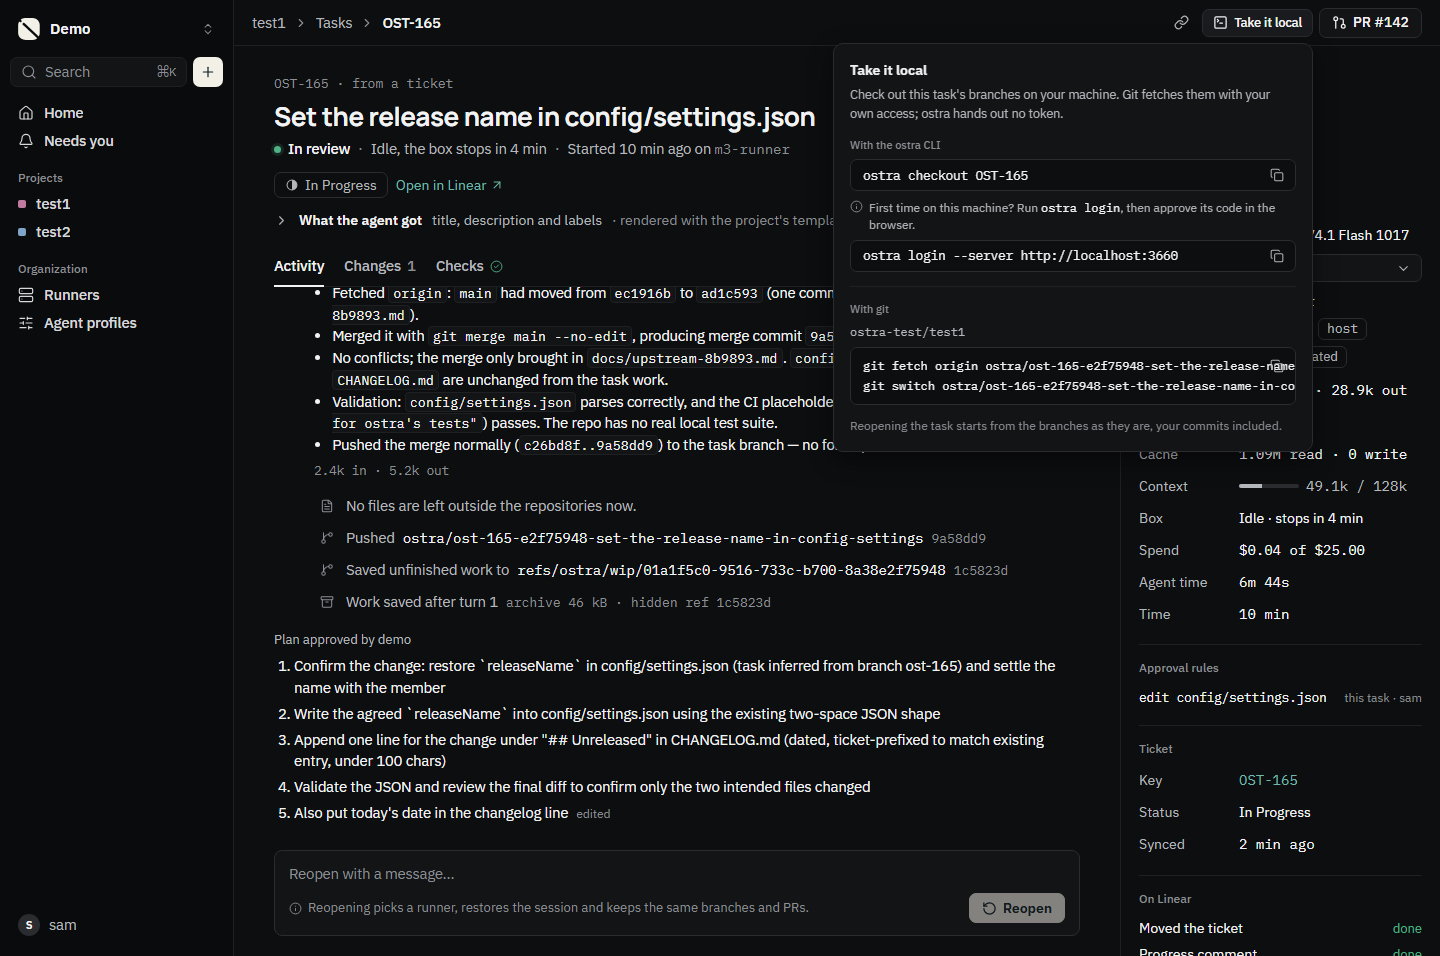 Demo
Search ⌘K
Home
Needs you
Projects
test1
test2
Organization
Runners
Agent profiles
S sam
test1 > Tasks > OST-165
Take it local
PR #142
OST-165 · from a ticket
Set the release name in config/settings.json
In review · Idle, the box stops in 4 min · Started 10 min ago on m3-runner
In Progress
Open in Linear ↗
What the agent got title, description and labels · rendered with the project's templa
Activity Changes 1 Checks
Fetched origin: main had moved from ec1916b to ad1c593 (one comm
8b9893.md ).
Merged it with git merge main --no-edit , producing merge commit 9a5
No conflicts; the merge only brought in docs/upstream-8b9893.md . confi
CHANGELOG.md are unchanged from the task work.
Validation: config/settings.json parses correctly, and the CI placeholde
for ostra's tests" ) passes. The repo has no real local test suite.
Pushed the merge normally ( c26bd8f..9a58dd9 ) to the task branch — no fo
2.4k in · 5.2k out
No files are left outside the repositories now.
Pushed ostra/ost-165-e2f75948-set-the-release-name-in-config-settings 9a58dd9
Saved unfinished work to refs/ostra/wip/01a1f5c0-9516-733c-b700-8a38e2f75948 1c5823d
Work saved after turn 1 archive 46 kB · hidden ref 1c5823d
Plan approved by demo
1. Confirm the change: restore `releaseName` in config/settings.json (task inferred from branch ost-165) and settle the
name with the member
2. Write the agreed `releaseName` into config/settings.json using the existing two-space JSON shape
3. Append one line for the change under "## Unreleased" in CHANGELOG.md (dated, ticket-prefixed to match existing
entry, under 100 chars)
4. Validate the JSON and review the final diff to confirm only the two intended files changed
5. Also put today's date in the changelog line edited
Reopen with a message...
Reopening picks a runner, restores the session and keeps the same branches and PRs.
Reopen
Take it local
Check out this task's branches on your machine. Git fetches them with your
own access; ostra hands out no token.
With the ostra CLI
ostra checkout OST-165
First time on this machine? Run ostra login, then approve its code in the
browser.
ostra login --server http://localhost:3660
With git
ostra-test/test1
git fetch origin ostra/ost-165-e2f75948-set-the-release-name
git switch ostra/ost-165-e2f75948-set-the-release-name-in-co
Reopening the task starts from the branches as they are, your commits included.
4.1 Flash 1017
host
ated
· 28.9k out
Cache 1.09M read · 0 write
Context 49.1k / 128k
Box Idle · stops in 4 min
Spend $0.04 of $25.00
Agent time 6m 44s
Time 10 min
Approval rules
edit config/settings.json this task · sam
Ticket
Key OST-165
Status In Progress
Synced 2 min ago
On Linear
Moved the ticket done
Progress comment done